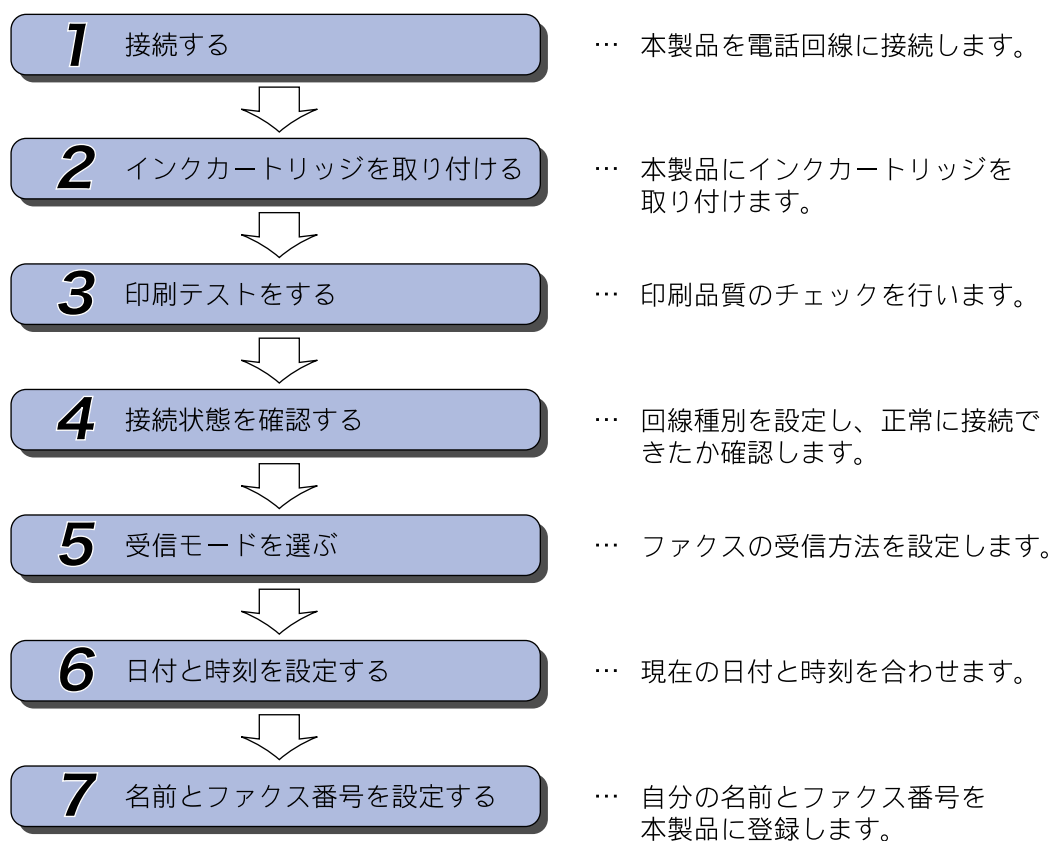 1 接続する … 本製品を電話回線に接続します。
2 インクカートリッジを取り付ける … 本製品にインクカートリッジを
取り付けます。
3 印刷テストをする … 印刷品質のチェックを行います。
4 接続状態を確認する … 回線種別を設定し、正常に接続で
きたか確認します。
5 受信モードを選ぶ … ファクスの受信方法を設定します。
6 日付と時刻を設定する … 現在の日付と時刻を合わせます。
7 名前とファクス番号を設定する … 自分の名前とファクス番号を
本製品に登録します。